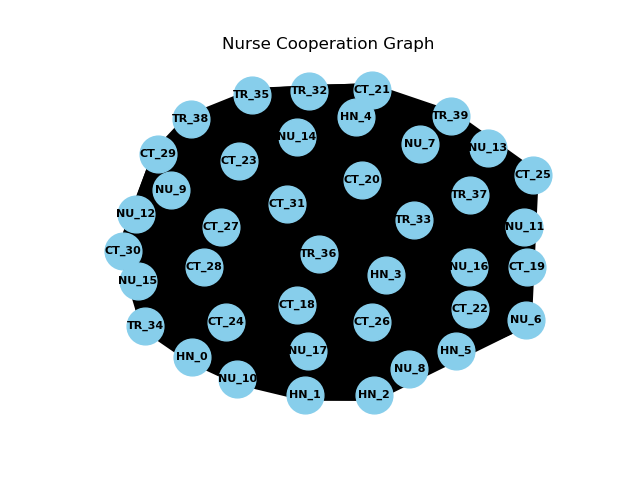 Nurse Cooperation Graph
TR_35
TR_32
CT_21
TR_38
HN_4
TR_39
NU_14
NU_7
NU_13
CT_29
CT_23
CT_25
CT_20
NU_9
TR_37
CT_31
NU_12
TR_33
CT_27
NU_11
CT_30
TR_36
CT_28
NU_16
CT_19
HN_3
NU_15
CT_18
CT_22
NU_6
CT_24
CT_26
TR_34
HN_0
NU_17
HN_5
NU_8
NU_10
HN_1
HN_2